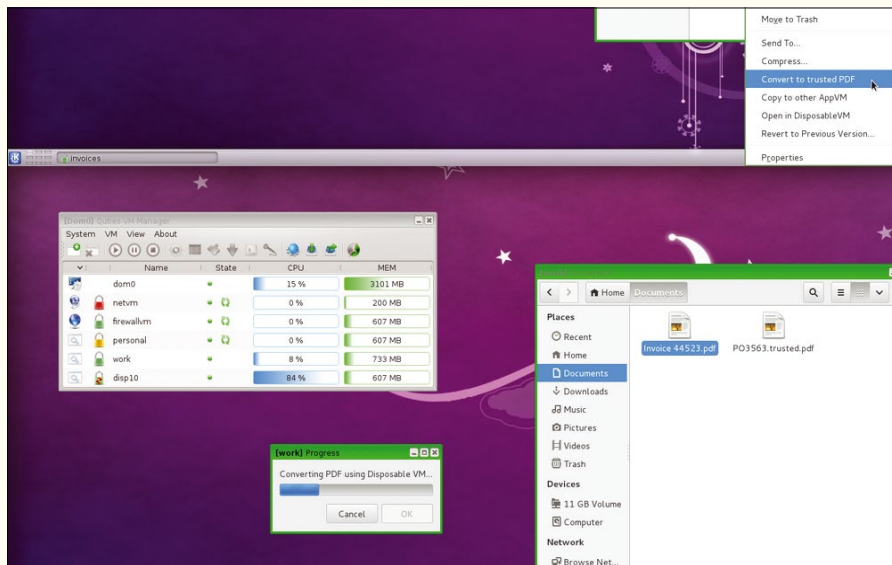 Move to Trash
Send To...
Compress...
Convert to trusted PDF
Copy to other AppVM
Open in DisposableVM
Revert to Previous Version...
Properties
invoices
[Dom0] Qubes VM Manager
System VM View About
Name State CPU MEM
dom0 15 % 3101 MB
netvm 0 % 200 MB
firewallvm 0 % 607 MB
personal 0 % 607 MB
work 8 % 733 MB
disp10 84 % 607 MB
[work] Progress
Converting PDF using Disposable VM...
Cancel OK
Home Documents
Places
Recent
Home
Documents
Downloads
Music
Pictures
Videos
Trash
Devices
11 GB Volume
Computer
Network
Browse Net...
Invoice 44523.pdf PO3563.trusted.pdf